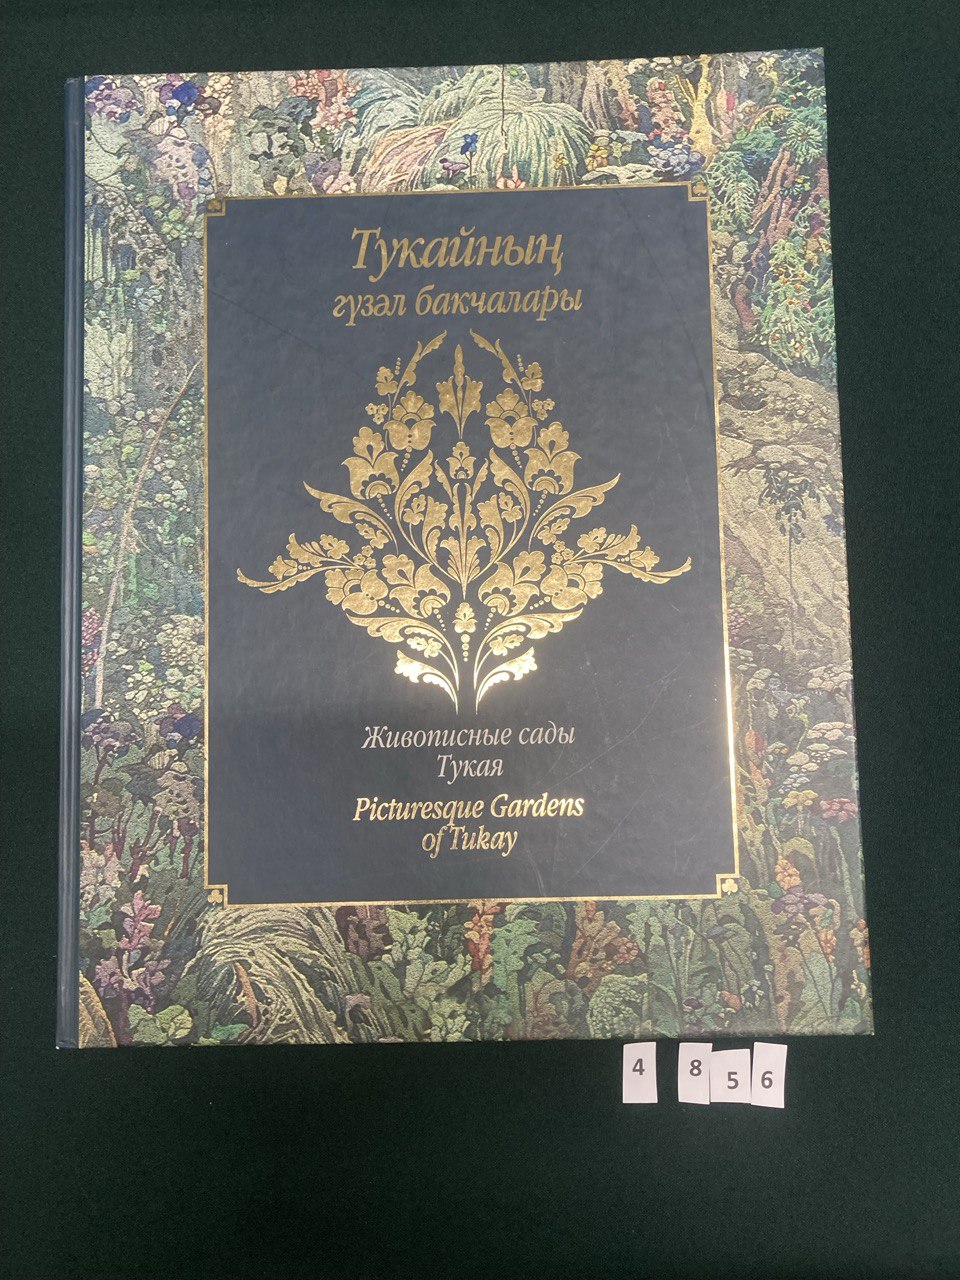 Тукайның
гүзәл бакчалары
Живописные сады
Тукая
Picturesque Gardens
of Tukay
4 8 5 6